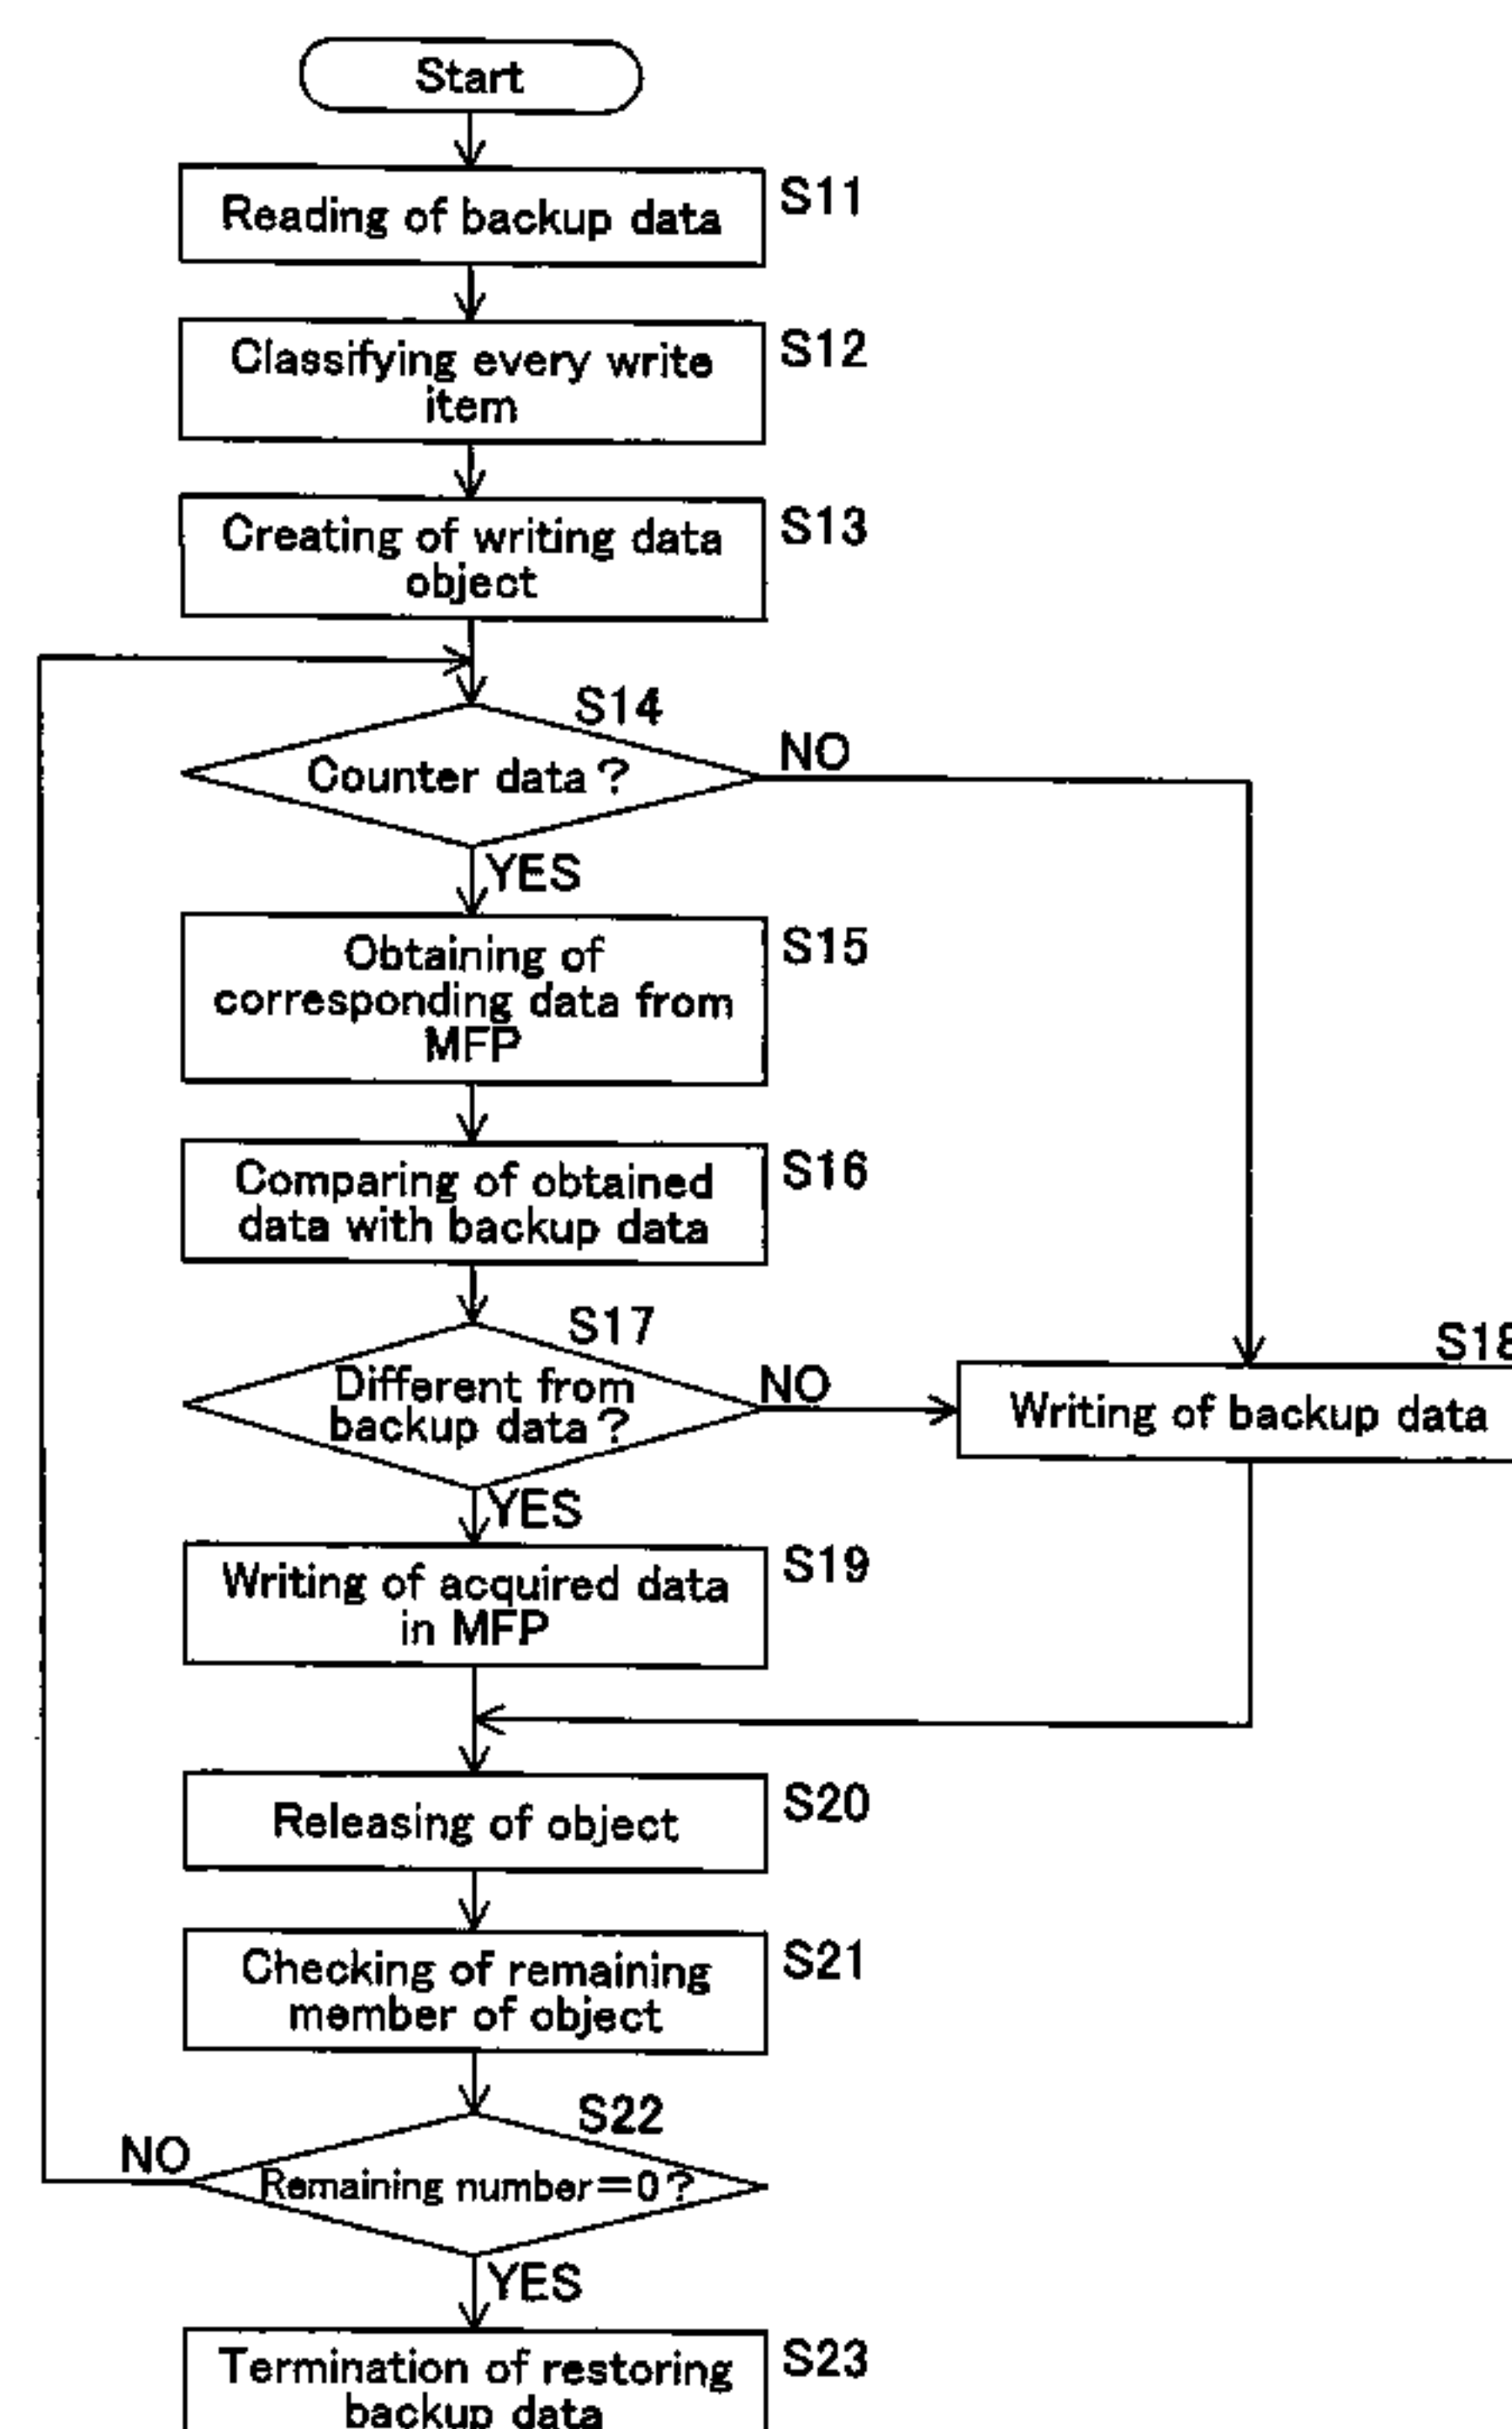 Start
Reading of backup data
S11
Classifying every write
item
S12
Creating of writing data
object
S13
S14
Counter data?
NO
YES
Obtaining of
corresponding data from
MFP
S15
Comparing of obtained
data with backup data
S16
S17
Different from
backup data?
NO
S18
Writing of backup data
YES
Writing of acquired data
in MFP
S19
Releasing of object
S20
Checking of remaining
member of object
S21
S22
NO
Remaining number=0?
YES
Termination of restoring
backup data
S23